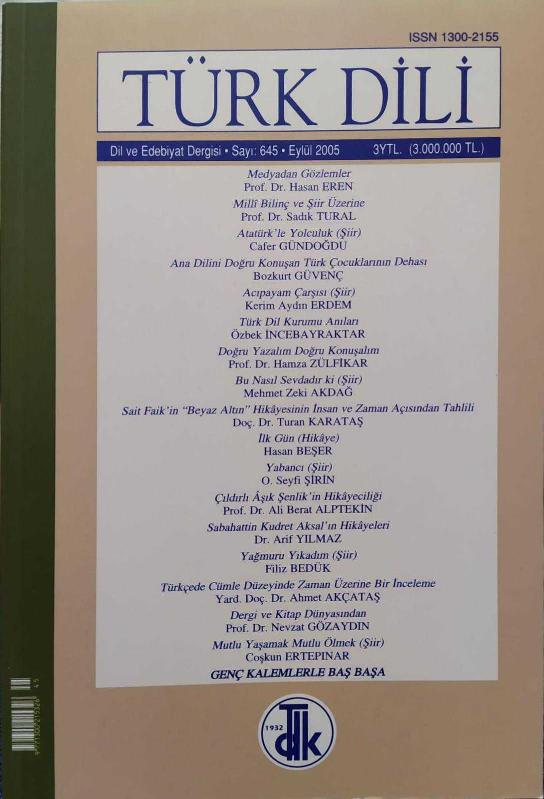 ISSN 1300-2155
TÜRK DİLİ
Dil ve Edebiyat Dergisi • Sayı: 645 • Eylül 2005 3YTL. (3.000.000 TL.)
Medyadan Gözlemler
Prof. Dr. Hasan EREN
Millî Bilinç ve Şiir Üzerine
Prof. Dr. Sadık TURAL
Atatürk'le Yolculuk (Şiir)
Cafer GÜNDOĞDU
Ana Dilini Doğru Konuşan Türk Çocuklarının Dehası
Bozkurt GÜVENÇ
Acıpayam Çarşısı (Şiir)
Kerim Aydın ERDEM
Türk Dil Kurumu Anıları
Özbek İNCEBAYRAKTAR
Doğru Yazalım Doğru Konuşalım
Prof. Dr. Hamza ZÜLFİKAR
Bu Nasıl Sevdadır ki (Şiir)
Mehmet Zeki AKDAĞ
Sait Faik'in "Beyaz Altın" Hikâyesinin İnsan ve Zaman Açısından Tahlili
Doç. Dr. Turan KARATAŞ
İlk Gün (Hikâye)
Hasan BEŞER
Yabancı (Şiir)
O. Seyfi ŞİRİN
Çıldırlı Âşık Şenlik'in Hikâyeciliği
Prof. Dr. Ali Berat ALPTEKİN
Sabahattin Kudret Aksal'ın Hikâyeleri
Dr. Arif YILMAZ
Yağmuru Yıkadım (Şiir)
Filiz BEDÜK
Türkçede Cümle Düzeyinde Zaman Üzerine Bir İnceleme
Yard. Doç. Dr. Ahmet AKÇATAŞ
Dergi ve Kitap Dünyasından
Prof. Dr. Nevzat GÖZAYDIN
Mutlu Yaşamak Mutlu Ölmek (Şiir)
Coşkun ERTEPINAR
GENÇ KALEMLERLE BAŞ BAŞA
1932
tdk
45